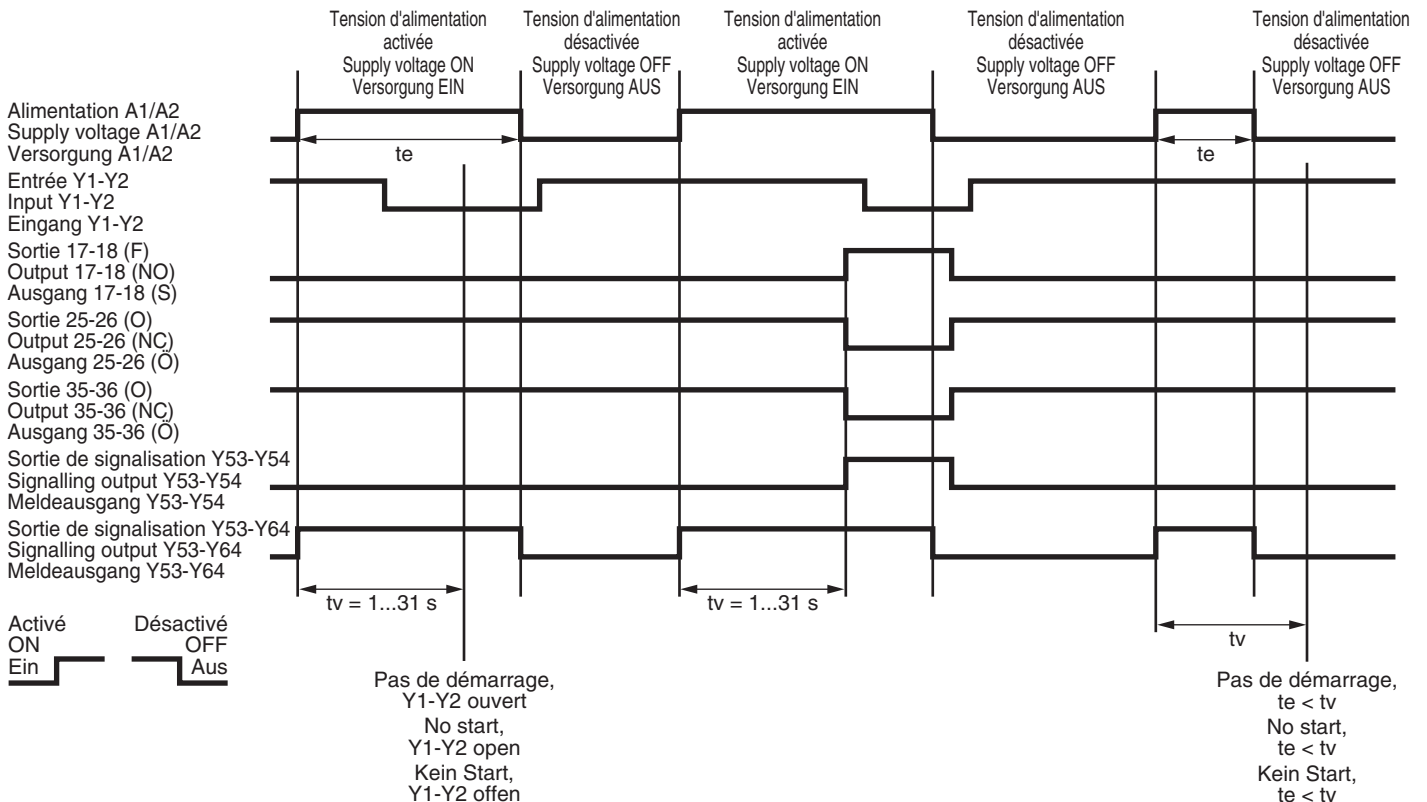 Tension d'alimentation
activée
Supply voltage ON
Versorgung EIN
Tension d'alimentation
désactivée
Supply voltage OFF
Versorgung AUS
Tension d'alimentation
activée
Supply voltage ON
Versorgung EIN
Tension d'alimentation
désactivée
Supply voltage OFF
Versorgung AUS
Tension d'alimentation
désactivée
Supply voltage OFF
Versorgung AUS
Alimentation A1/A2
Supply voltage A1/A2
Versorgung A1/A2
te
te
Entrée Y1-Y2
Input Y1-Y2
Eingang Y1-Y2
Sortie 17-18 (F)
Output 17-18 (NO)
Ausgang 17-18 (S)
Sortie 25-26 (O)
Output 25-26 (NC)
Ausgang 25-26 (Ö)
Sortie 35-36 (O)
Output 35-36 (NC)
Ausgang 35-36 (Ö)
Sortie de signalisation Y53-Y54
Signalling output Y53-Y54
Meldeausgang Y53-Y54
Sortie de signalisation Y53-Y64
Signalling output Y53-Y64
Meldeausgang Y53-Y64
tv = 1...31 s
tv = 1...31 s
tv
Activé
ON
Ein
Désactivé
OFF
Aus
Pas de démarrage,
Y1-Y2 ouvert
No start,
Y1-Y2 open
Kein Start,
Y1-Y2 offen
Pas de démarrage,
te < tv
No start,
te < tv
Kein Start,
te < tv